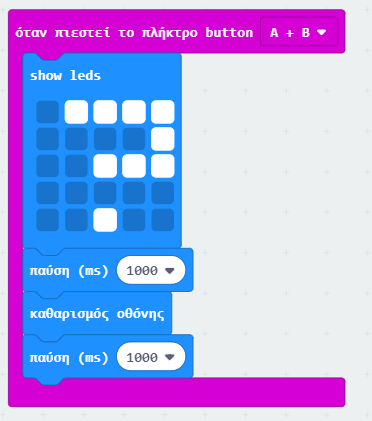 όταν πιεστεί το πλήκτρο button A + B
show leds
παύση (ms) 1000
καθαρισμός οθόνης
παύση (ms) 1000